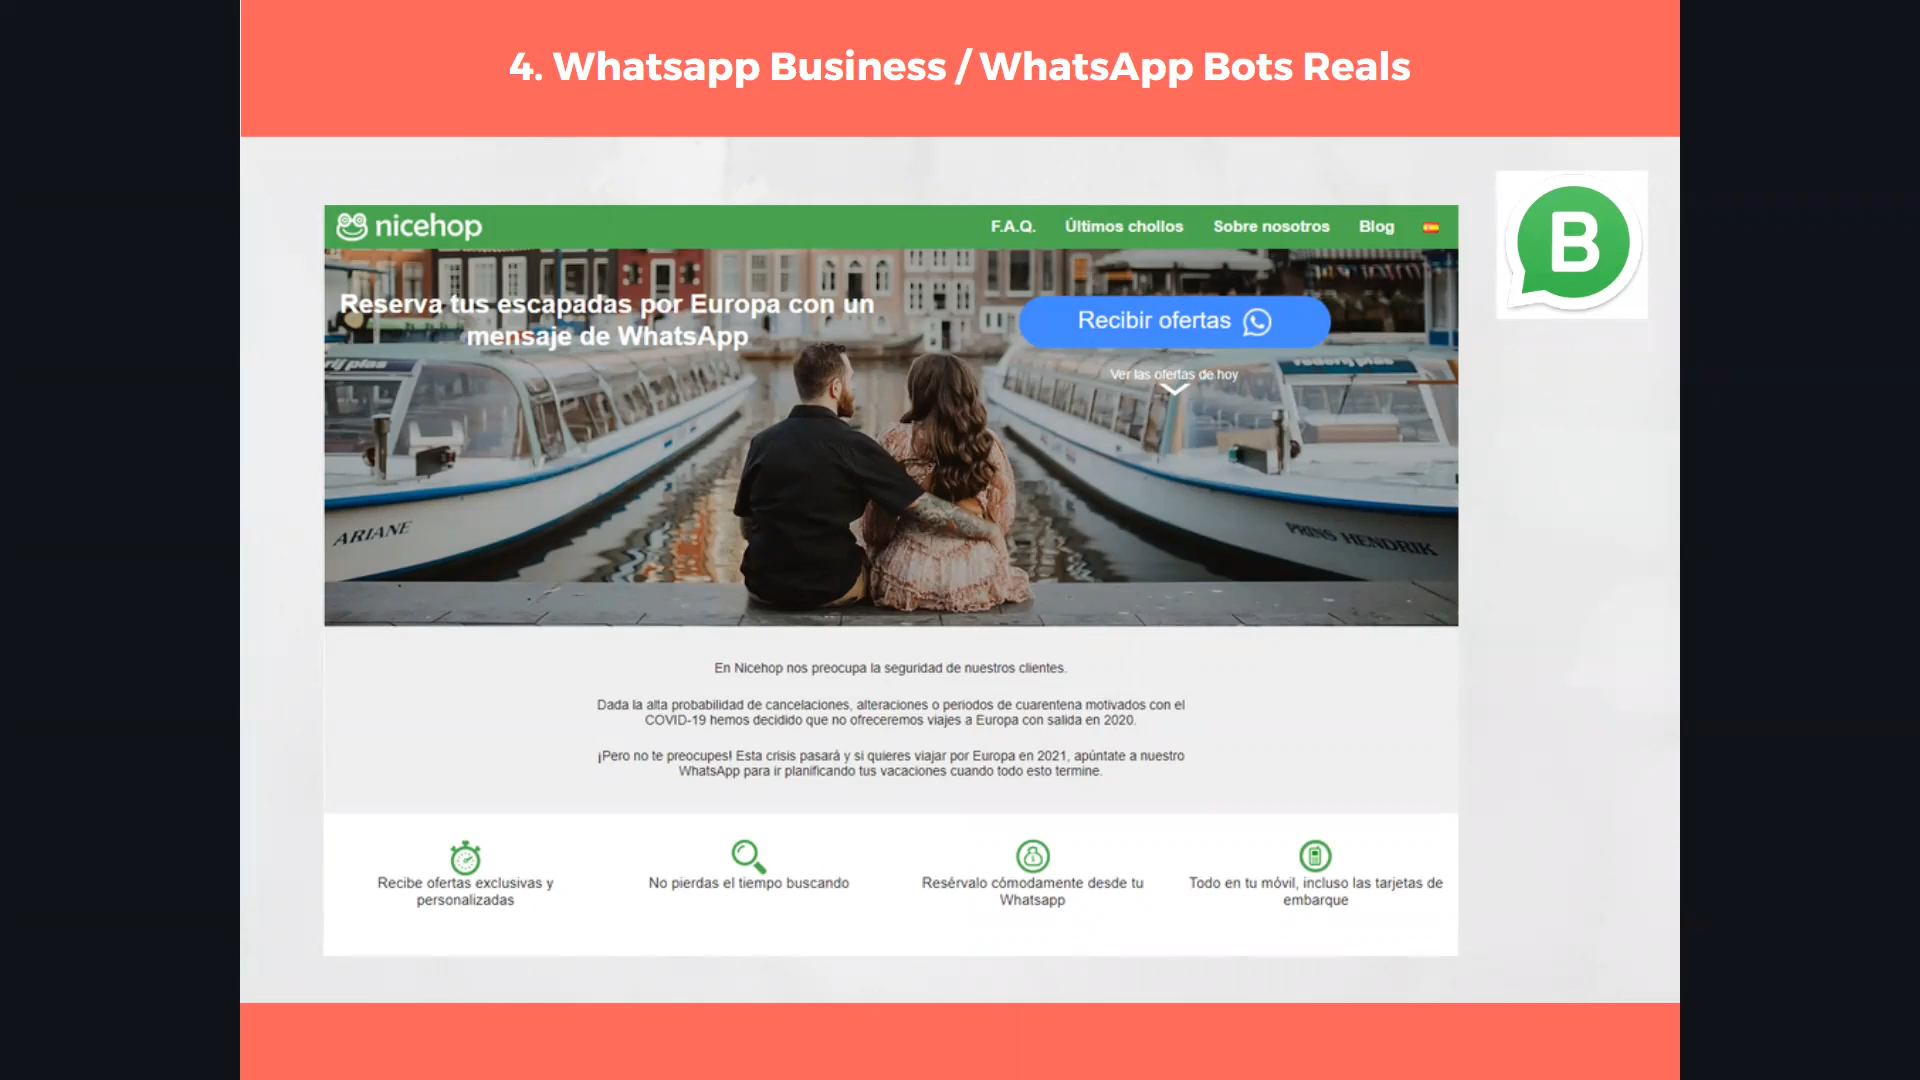 4. Whatsapp Business / WhatsApp Bots Reals
nicehop
F.A.Q.
Últimos chollos
Sobre nosotros
Blog
B
Reserva tus escapadas por Europa con un
mensaje de WhatsApp
Recibir ofertas
Ver las ofertas de hoy
rederij plas
ARIANE
PRINS HENDRIK
En Nicehop nos preocupa la seguridad de nuestros clientes.
Dada la alta probabilidad de cancelaciones, alteraciones o periodos de cuarentena motivados con el
COVID-19 hemos decidido que no ofreceremos viajes a Europa con salida en 2020.
¡Pero no te preocupes! Esta crisis pasará y si quieres viajar por Europa en 2021, apúntate a nuestro
WhatsApp para ir planificando tus vacaciones cuando todo esto termine.
Recibe ofertas exclusivas y
personalizadas
No pierdas el tiempo buscando
Resérvalo cómodamente desde tu
Whatsapp
Todo en tu móvil, incluso las tarjetas de
embarque